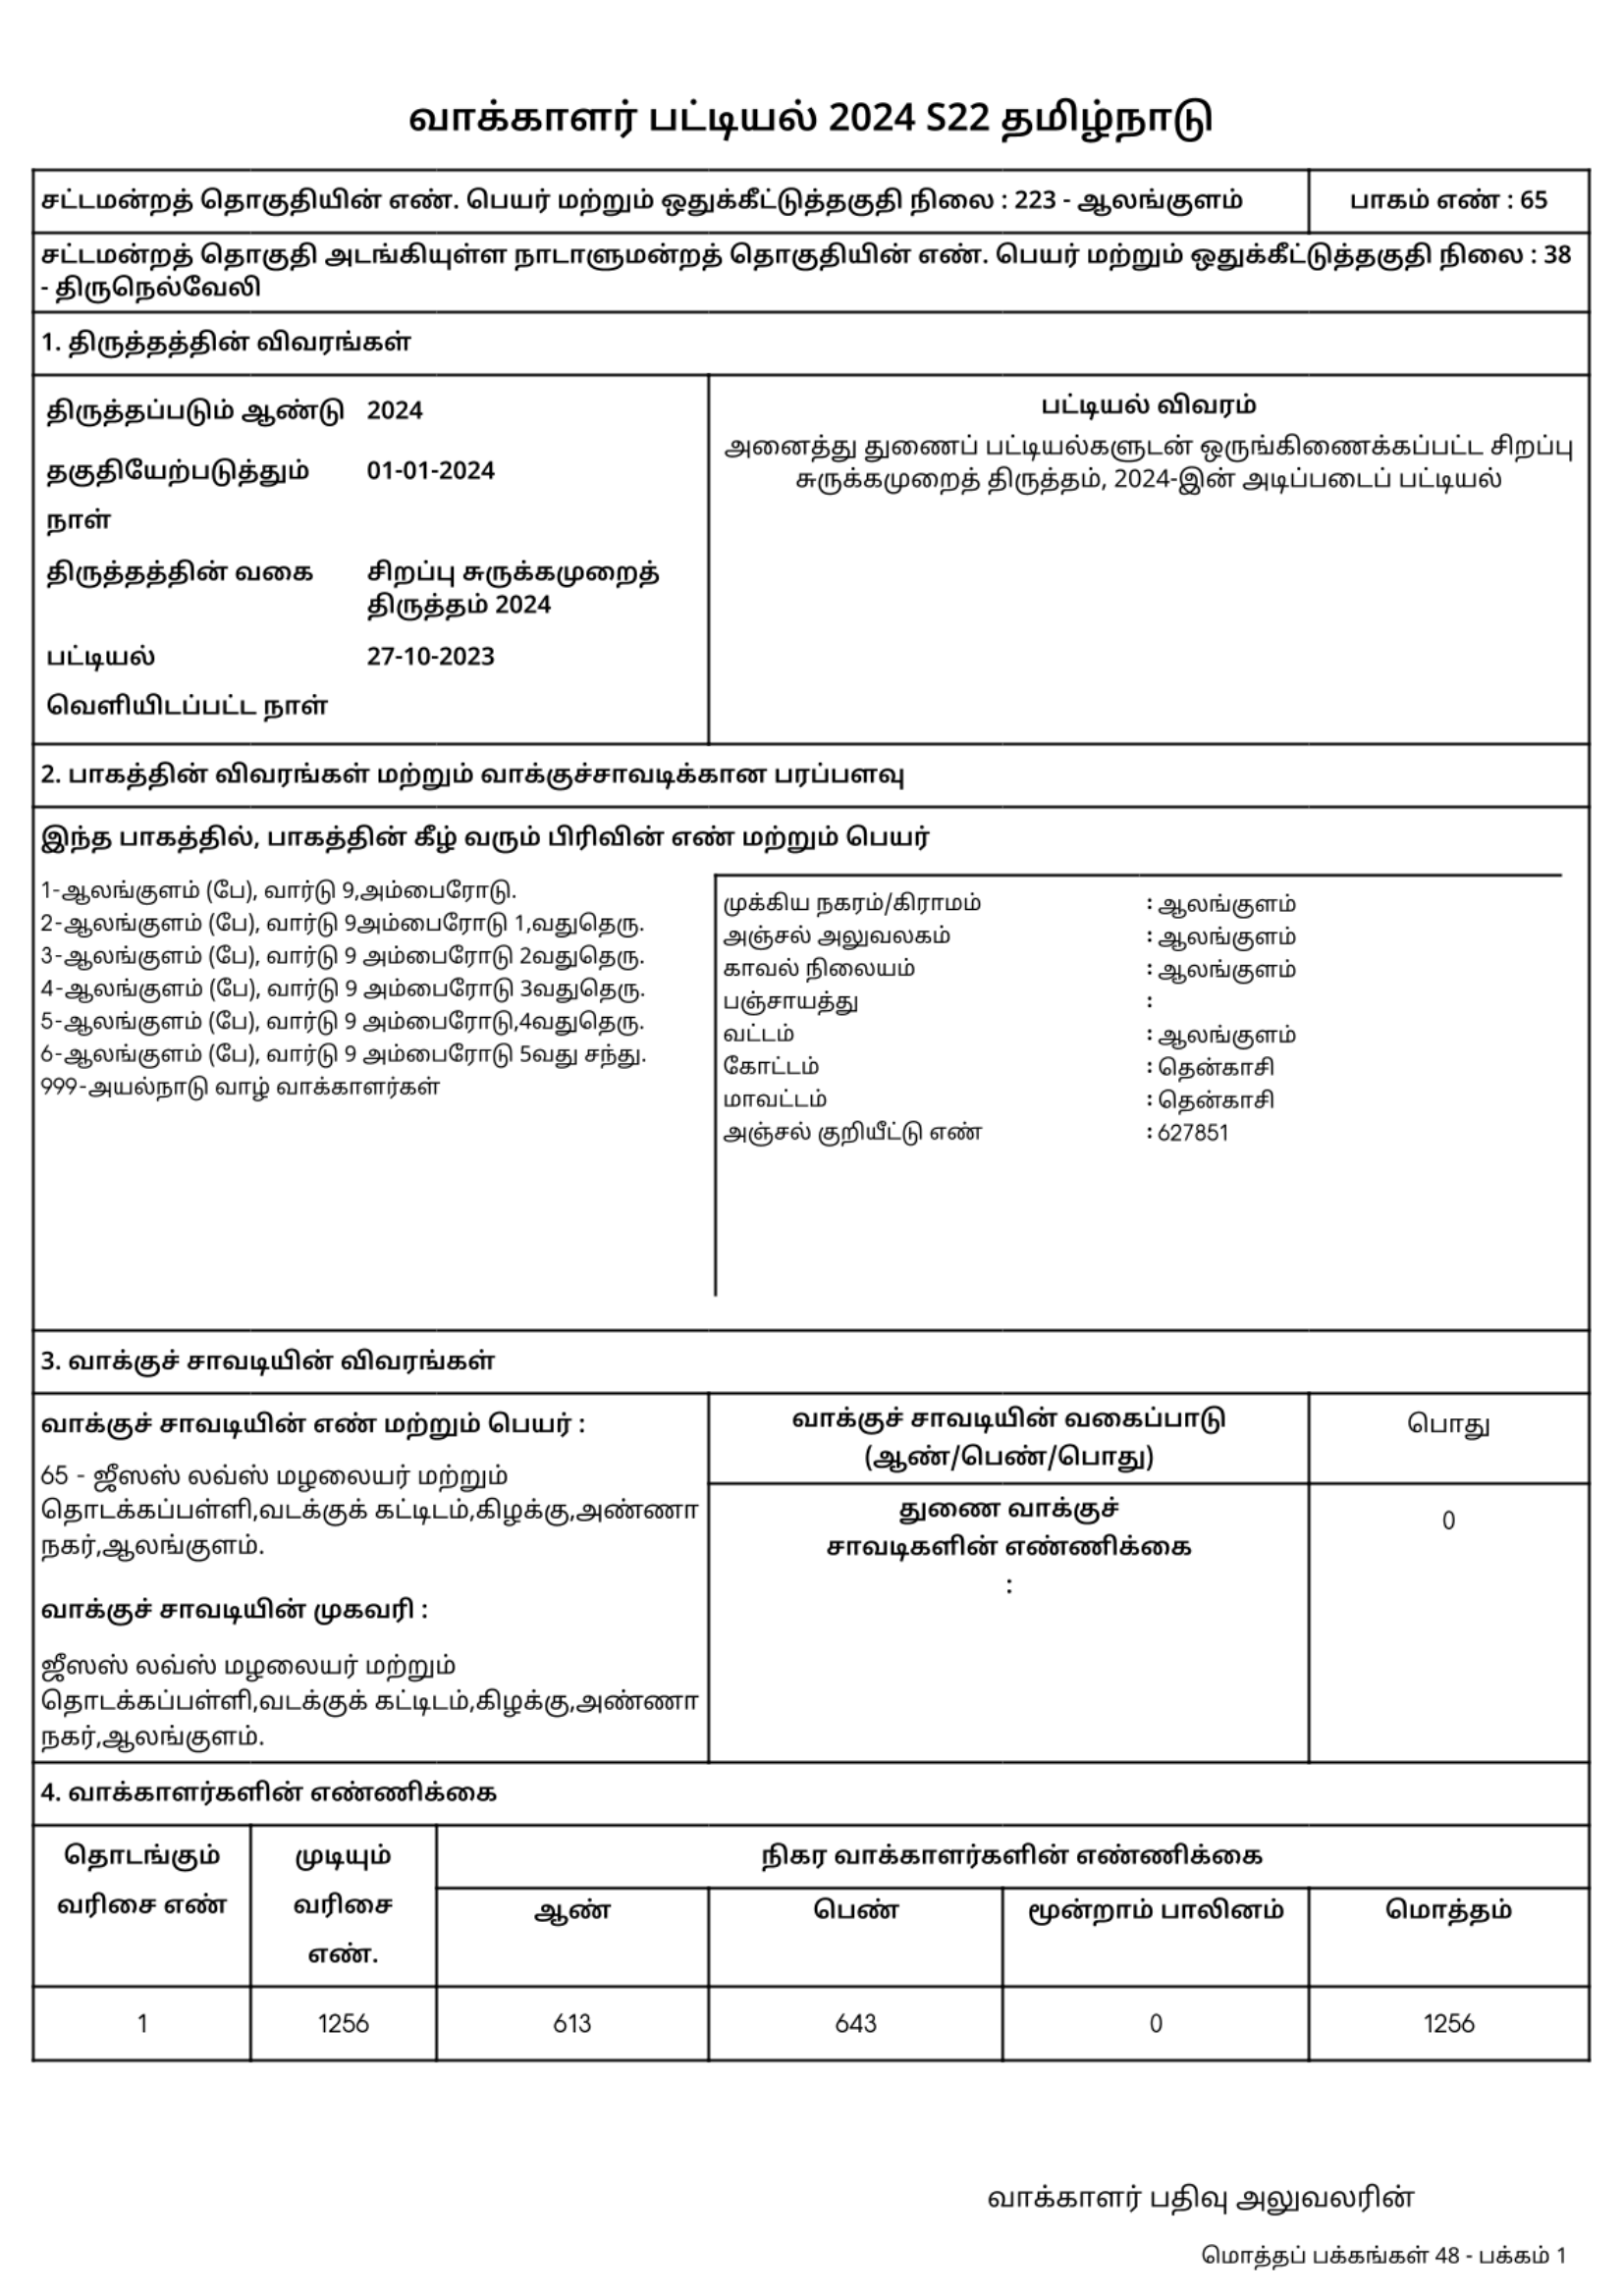 வாக்காளர் பட்டியல் 2024 S22 தமிழ்நாடு
சட்டமன்றத் தொகுதியின் எண். பெயர் மற்றும் ஒதுக்கீட்டுத்தகுதி நிலை : 223 - ஆலங்குளம்
பாகம் எண் : 65
சட்டமன்றத் தொகுதி அடங்கியுள்ள நாடாளுமன்றத் தொகுதியின் எண். பெயர் மற்றும் ஒதுக்கீட்டுத்தகுதி நிலை : 38
- திருநெல்வேலி
1. திருத்தத்தின் விவரங்கள்
திருத்தப்படும் ஆண்டு 2024
தகுதியேற்படுத்தும் 01-01-2024
நாள்
திருத்தத்தின் வகை சிறப்பு சுருக்கமுறைத்
திருத்தம் 2024
பட்டியல் 27-10-2023
வெளியிடப்பட்ட நாள்
பட்டியல் விவரம்
அனைத்து துணைப் பட்டியல்களுடன் ஒருங்கிணைக்கப்பட்ட சிறப்பு
சுருக்கமுறைத் திருத்தம், 2024-இன் அடிப்படைப் பட்டியல்
2. பாகத்தின் விவரங்கள் மற்றும் வாக்குச்சாவடிக்கான பரப்பளவு
இந்த பாகத்தில், பாகத்தின் கீழ் வரும் பிரிவின் எண் மற்றும் பெயர்
1-ஆலங்குளம் (பே), வார்டு 9,அம்பைரோடு.
2-ஆலங்குளம் (பே), வார்டு 9அம்பைரோடு 1,வதுதெரு.
3-ஆலங்குளம் (பே), வார்டு 9 அம்பைரோடு 2வதுதெரு.
4-ஆலங்குளம் (பே), வார்டு 9 அம்பைரோடு 3வதுதெரு.
5-ஆலங்குளம் (பே), வார்டு 9 அம்பைரோடு,4வதுதெரு.
6-ஆலங்குளம் (பே), வார்டு 9 அம்பைரோடு 5வது சந்து.
999-அயல்நாடு வாழ் வாக்காளர்கள்
முக்கிய நகரம்/கிராமம் : ஆலங்குளம்
அஞ்சல் அலுவலகம் : ஆலங்குளம்
காவல் நிலையம் : ஆலங்குளம்
பஞ்சாயத்து :
வட்டம் : ஆலங்குளம்
கோட்டம் : தென்காசி
மாவட்டம் : தென்காசி
அஞ்சல் குறியீட்டு எண் : 627851
3. வாக்குச் சாவடியின் விவரங்கள்
வாக்குச் சாவடியின் எண் மற்றும் பெயர் :
65 - ஜீஸஸ் லவ்ஸ் மழலையர் மற்றும்
தொடக்கப்பள்ளி,வடக்குக் கட்டிடம்,கிழக்கு,அண்ணா
நகர்,ஆலங்குளம்.
வாக்குச் சாவடியின் முகவரி :
ஜீஸஸ் லவ்ஸ் மழலையர் மற்றும்
தொடக்கப்பள்ளி,வடக்குக் கட்டிடம்,கிழக்கு,அண்ணா
நகர்,ஆலங்குளம்.
வாக்குச் சாவடியின் வகைப்பாடு
(ஆண்/பெண்/பொது)
பொது
துணை வாக்குச்
சாவடிகளின் எண்ணிக்கை
:
0
4. வாக்காளர்களின் எண்ணிக்கை
தொடங்கும்
வரிசை எண்
முடியும்
வரிசை
எண்.
நிகர வாக்காளர்களின் எண்ணிக்கை
ஆண் பெண் மூன்றாம் பாலினம் மொத்தம்
1 1256 613 643 0 1256
வாக்காளர் பதிவு அலுவலரின்
மொத்தப் பக்கங்கள் 48 - பக்கம் 1